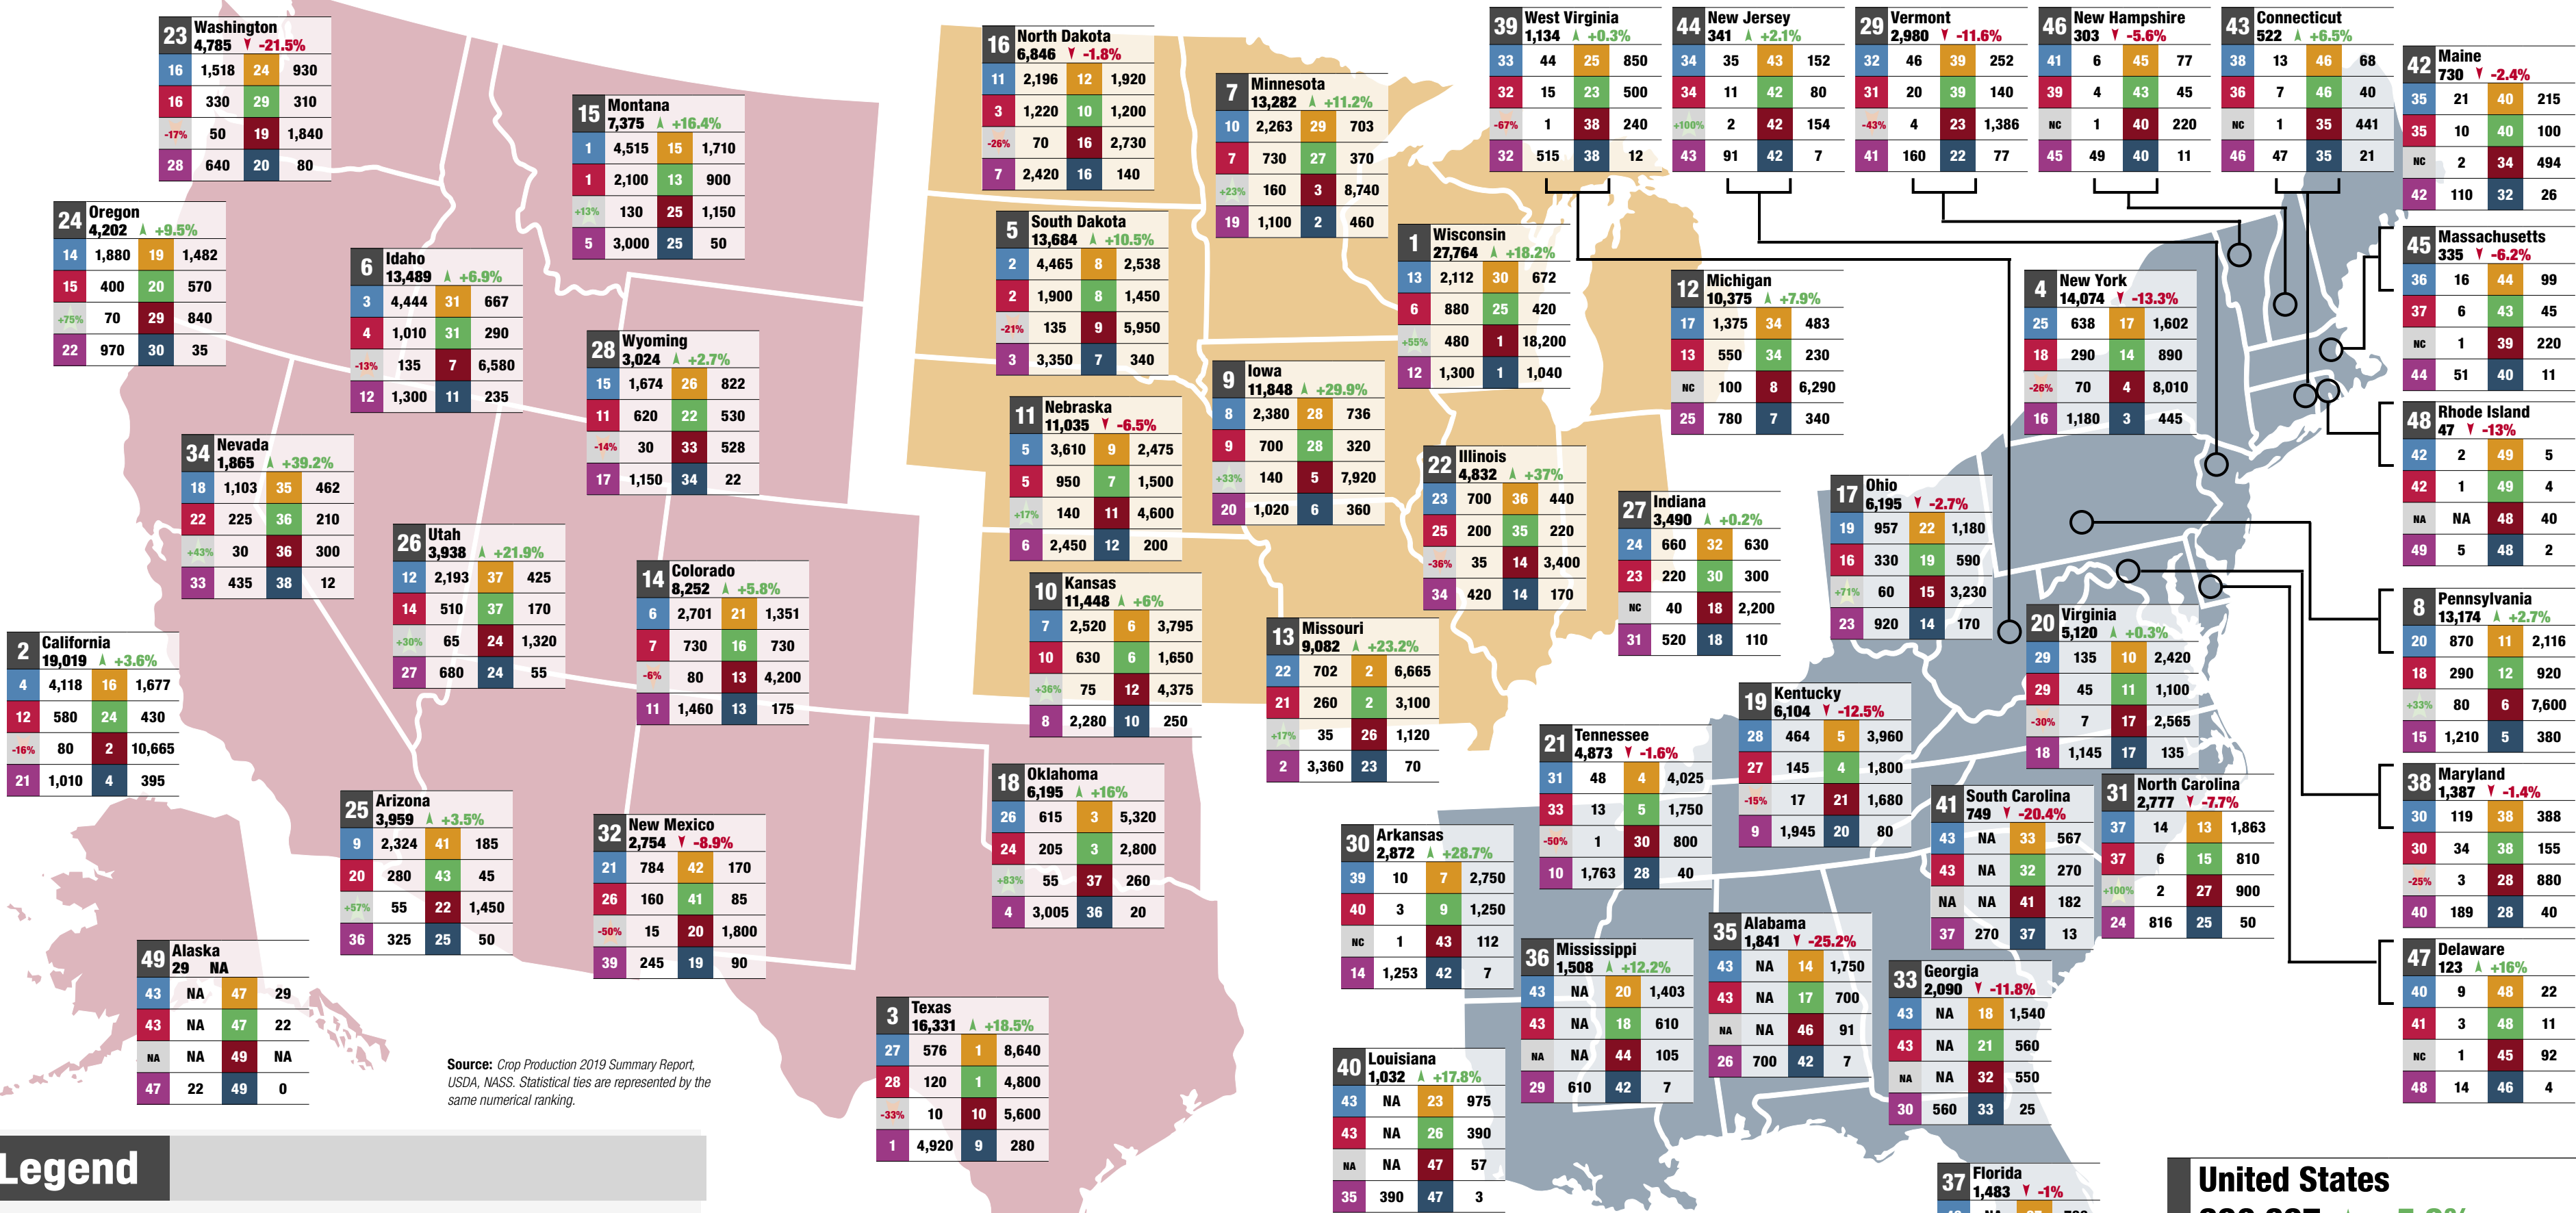 23 Washington
4,785 -21.5%
16 1,518 24 930
16 330 29 310
-17% 50 19 1,840
28 640 20 80
24 Oregon
4,202 +9.5%
14 1,880 19 1,482
15 400 20 570
+75% 70 29 840
22 970 30 35
15 Montana
7,375 +16.4%
1 4,515 15 1,710
1 2,100 13 900
+13% 130 25 1,150
5 3,000 25 50
6 Idaho
13,489 +6.9%
3 4,444 31 667
4 1,010 31 290
-13% 135 7 6,580
12 1,300 11 235
28 Wyoming
3,024 +2.7%
15 1,674 26 822
11 620 22 530
-14% 30 33 528
17 1,150 34 22
34 Nevada
1,865 +39.2%
18 1,103 35 462
22 225 36 210
+43% 30 36 300
33 435 38 12
26 Utah
3,938 +21.9%
12 2,193 37 425
14 510 37 170
+30% 65 24 1,320
27 680 24 55
14 Colorado
8,252 +5.8%
6 2,701 21 1,351
7 730 16 730
-6% 80 13 4,200
11 1,460 13 175
2 California
19,019 +3.6%
4 4,118 16 1,677
12 580 24 430
-16% 80 2 10,665
21 1,010 4 395
25 Arizona
3,959 +3.5%
9 2,324 41 185
20 280 43 45
+57% 55 22 1,450
36 325 25 50
32 New Mexico
2,754 -8.9%
21 784 42 170
26 160 41 85
-50% 15 20 1,800
39 245 19 90
49 Alaska
29 NA
43 NA 47 29
43 NA 47 22
NA NA 49 NA
47 22 49 0
Source: Crop Production 2019 Summary Report,
USDA, NASS. Statistical ties are represented by the
same numerical ranking.
Legend
16 North Dakota
6,846 -1.8%
11 2,196 12 1,920
3 1,220 10 1,200
-26% 70 16 2,730
7 2,420 16 140
7 Minnesota
13,282 +11.2%
10 2,263 29 703
7 730 27 370
+23% 160 3 8,740
19 1,100 2 460
5 South Dakota
13,684 +10.5%
2 4,465 8 2,538
2 1,900 8 1,450
-21% 135 9 5,950
3 3,350 7 340
1 Wisconsin
27,764 +18.2%
13 2,112 30 672
6 880 25 420
+55% 480 1 18,200
12 1,300 1 1,040
12 Michigan
10,375 +7.9%
17 1,375 34 483
13 550 34 230
NC 100 8 6,290
25 780 7 340
11 Nebraska
11,035 -6.5%
5 3,610 9 2,475
5 950 7 1,500
+17% 140 11 4,600
6 2,450 12 200
9 Iowa
11,848 +29.9%
8 2,380 28 736
9 700 28 320
+33% 140 5 7,920
20 1,020 6 360
22 Illinois
4,832 +37%
23 700 36 440
25 200 35 220
-36% 35 14 3,400
34 420 14 170
27 Indiana
3,490 +0.2%
24 660 32 630
23 220 30 300
NC 40 18 2,200
31 520 18 110
17 Ohio
6,195 -2.7%
19 957 22 1,180
16 330 19 590
+71% 60 15 3,230
23 920 14 170
10 Kansas
11,448 +6%
7 2,520 6 3,795
10 630 6 1,650
+36% 75 12 4,375
8 2,280 10 250
13 Missouri
9,082 +23.2%
22 702 2 6,665
21 260 2 3,100
+17% 35 26 1,120
2 3,360 23 70
18 Oklahoma
6,195 +16%
26 615 3 5,320
24 205 3 2,800
+83% 55 37 260
4 3,005 36 20
3 Texas
16,331 +18.5%
27 576 1 8,640
28 120 1 4,800
-33% 10 10 5,600
1 4,920 9 280
39 West Virginia
1,134 +0.3%
33 44 25 850
32 15 23 500
-67% 1 38 240
32 515 38 12
44 New Jersey
341 +2.1%
34 35 43 152
34 11 42 80
+100% 2 42 154
43 91 42 7
29 Vermont
2,980 -11.6%
32 46 39 252
31 20 39 140
-43% 4 23 1,386
41 160 22 77
46 New Hampshire
303 -5.6%
41 6 45 77
39 4 43 45
NC 1 40 220
45 49 40 11
43 Connecticut
522 +6.5%
38 13 46 68
36 7 46 40
NC 1 35 441
46 47 35 21
42 Maine
730 -2.4%
35 21 40 215
35 10 40 100
NC 2 34 494
42 110 32 26
45 Massachusetts
335 -6.2%
36 16 44 99
37 6 43 45
NC 1 39 220
44 51 40 11
4 New York
14,074 -13.3%
25 638 17 1,602
18 290 14 890
-26% 70 4 8,010
16 1,180 3 445
48 Rhode Island
47 -13%
42 2 49 5
42 1 49 4
NA NA 48 40
49 5 48 2
8 Pennsylvania
13,174 +2.7%
20 870 11 2,116
18 290 12 920
+33% 80 6 7,600
15 1,210 5 380
20 Virginia
5,120 +0.3%
29 135 10 2,420
29 45 11 1,100
-30% 7 17 2,565
18 1,145 17 135
19 Kentucky
6,104 -12.5%
28 464 5 3,960
27 145 4 1,800
-15% 17 21 1,680
9 1,945 20 80
21 Tennessee
4,873 -1.6%
31 48 4 4,025
33 13 5 1,750
-50% 1 30 800
10 1,763 28 40
38 Maryland
1,387 -1.4%
30 119 38 388
30 34 38 155
-25% 3 28 880
40 189 28 40
31 North Carolina
2,777 -7.7%
37 14 13 1,863
37 6 15 810
+100% 2 27 900
24 816 25 50
41 South Carolina
749 -20.4%
43 NA 33 567
43 NA 32 270
NA NA 41 182
37 270 37 13
30 Arkansas
2,872 +28.7%
39 10 7 2,750
40 3 9 1,250
NC 1 43 112
14 1,253 42 7
36 Mississippi
1,508 +12.2%
43 NA 20 1,403
43 NA 18 610
NA NA 44 105
29 610 42 7
35 Alabama
1,841 -25.2%
43 NA 14 1,750
43 NA 17 700
NA NA 46 91
26 700 42 7
33 Georgia
2,090 -11.8%
43 NA 18 1,540
43 NA 21 560
NA NA 32 550
30 560 33 25
47 Delaware
123 +16%
40 9 48 22
41 3 48 11
NC 1 45 92
48 14 46 4
40 Louisiana
1,032 +17.8%
43 NA 23 975
43 NA 26 390
NA NA 47 57
35 390 47 3
37 Florida
1,483 -1%
United States